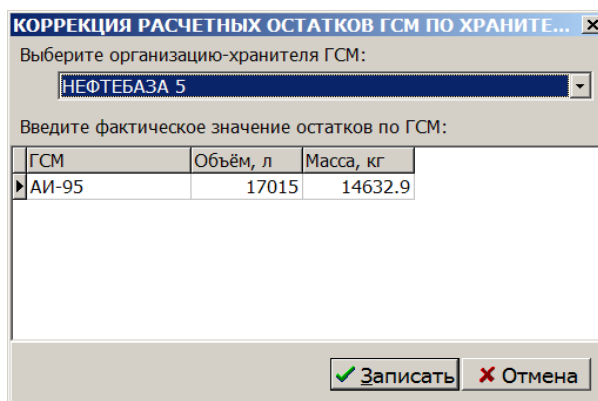 КОРРЕКЦИЯ РАСЧЕТНЫХ ОСТАТКОВ ГСМ ПО ХРАНИТЕ...
Выберите организацию-хранителя ГСМ:
НЕФТЕБАЗА 5
Введите фактическое значение остатков по ГСМ:
ГСМ Объём, л Масса, кг
АИ-95 17015 14632.9
Записать Отмена